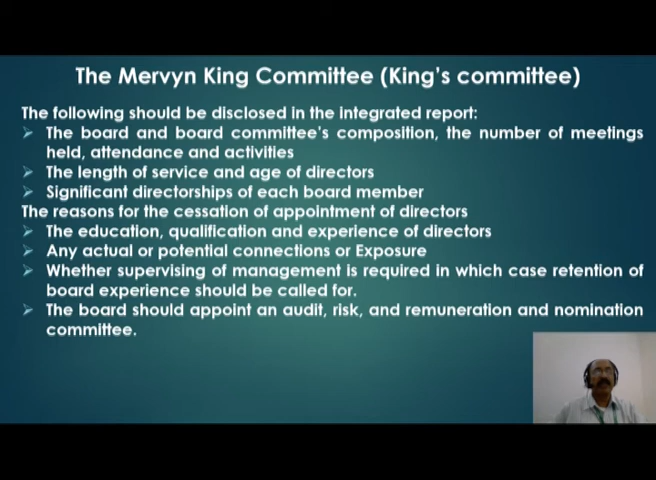 The Mervyn King Committee (King's committee)
The following should be disclosed in the integrated report:
The board and board committee's composition, the number of meetings
held, attendance and activities
The length of service and age of directors
Significant directorships of each board member
The reasons for the cessation of appointment of directors
The education, qualification and experience of directors
Any actual or potential connections or Exposure
Whether supervising of management is required in which case retention of
board experience should be called for.
The board should appoint an audit, risk, and remuneration and nomination
committee.